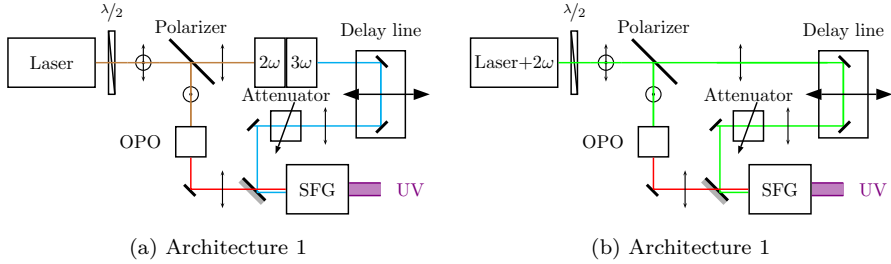 λ/2
Polarizer
Delay line
Laser
2ω
3ω
Attenuator
OPO
SFG
UV
(a) Architecture 1
λ/2
Polarizer
Delay line
Laser+2ω
Attenuator
OPO
SFG
UV
(b) Architecture 1